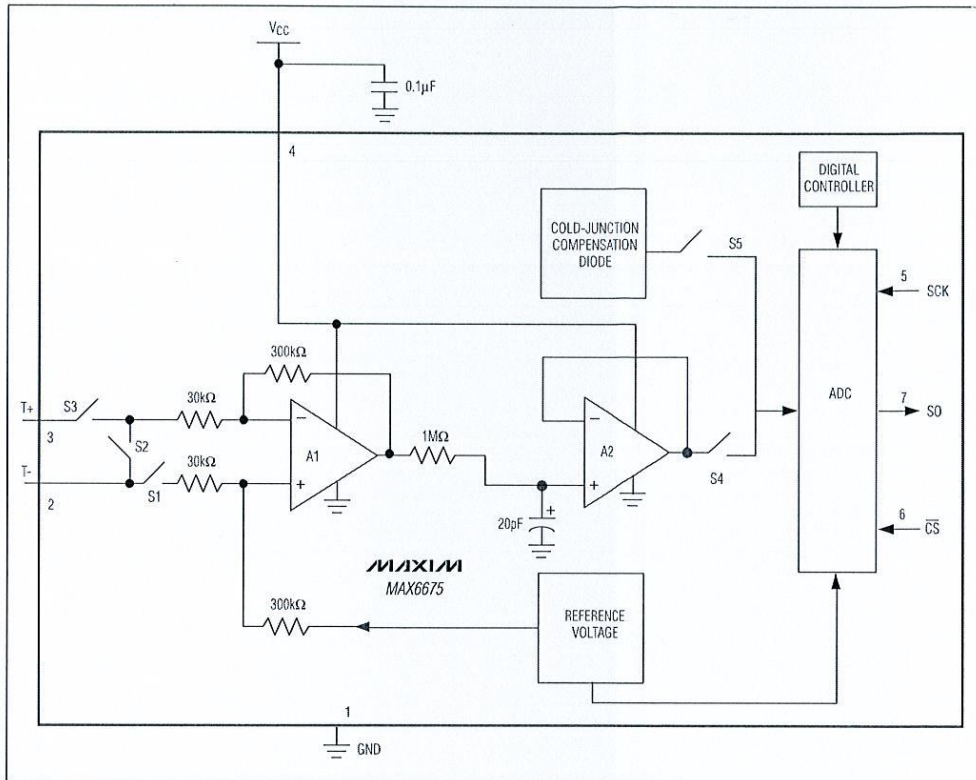 VCC
0.1µF
4
DIGITAL
CONTROLLER
COLD-JUNCTION
COMPENSATION
DIODE
S5
5
SCK
300kΩ
ADC
T+
S3
30kΩ
7
SO
3
S2
1MΩ
A1
A2
S4
T-
S1
30kΩ
2
20pF
+
6
CS
MAXIM
MAX6675
300kΩ
REFERENCE
VOLTAGE
1
GND